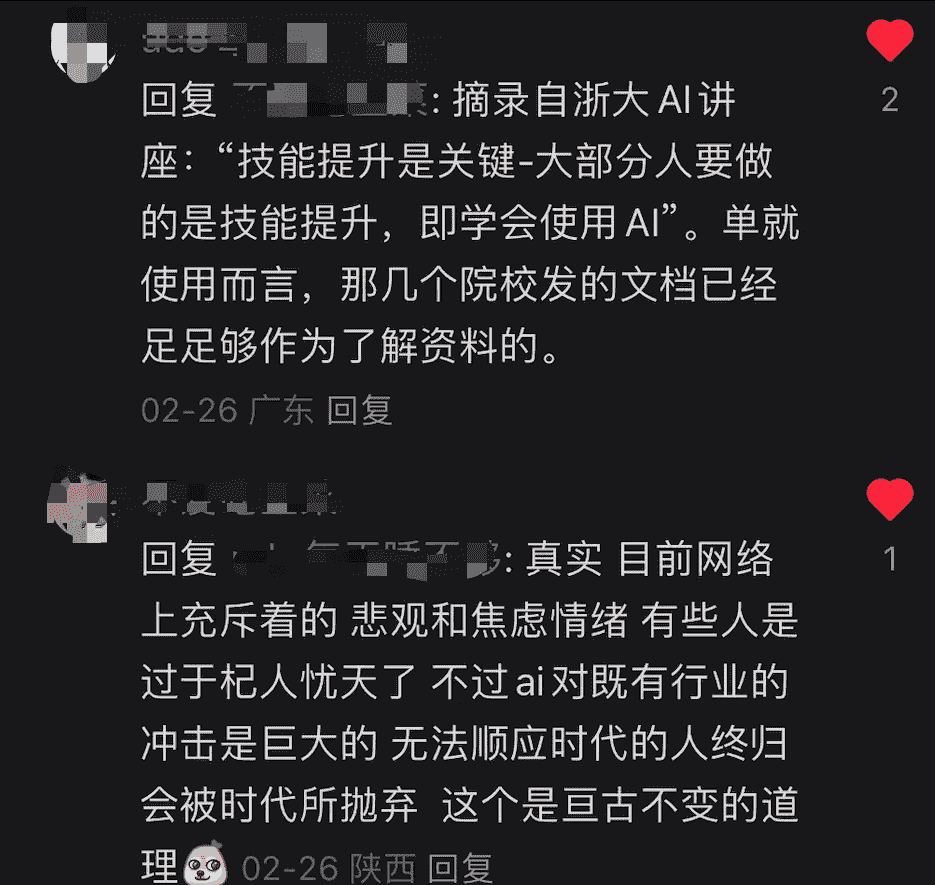 回复 : 摘录自浙大AI讲
2
座：“技能提升是关键-大部分人要做
的是技能提升，即学会使用AI”。单就
使用而言，那几个院校发的文档已经
足足够作为了解资料的。
02-26 广东 回复
回复 : 真实 目前网络
1
上充斥着的 悲观和焦虑情绪 有些人是
过于杞人忧天了 不过ai对既有行业的
冲击是巨大的 无法顺应时代的人终归
会被时代所抛弃 这个是亘古不变的道
理 02-26 陕西 回复